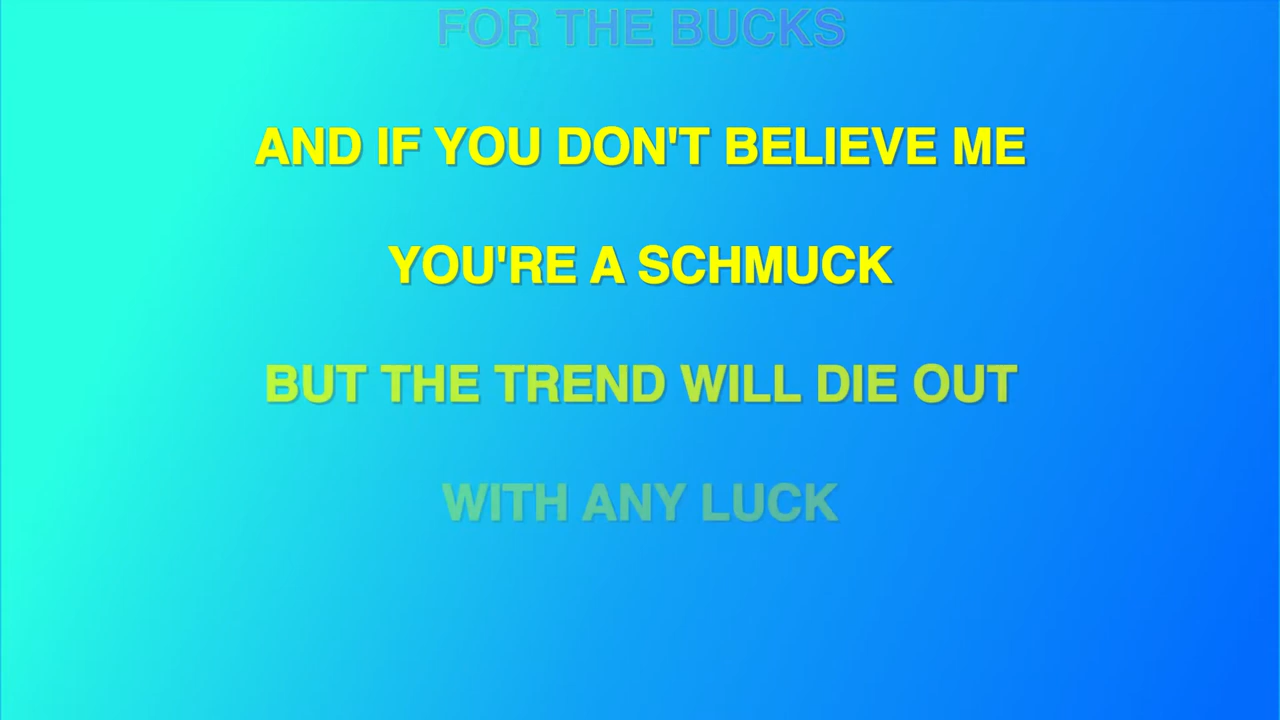 FOR THE BUCKS
AND IF YOU DON'T BELIEVE ME
YOU'RE A SCHMUCK
BUT THE TREND WILL DIE OUT
WITH ANY LUCK